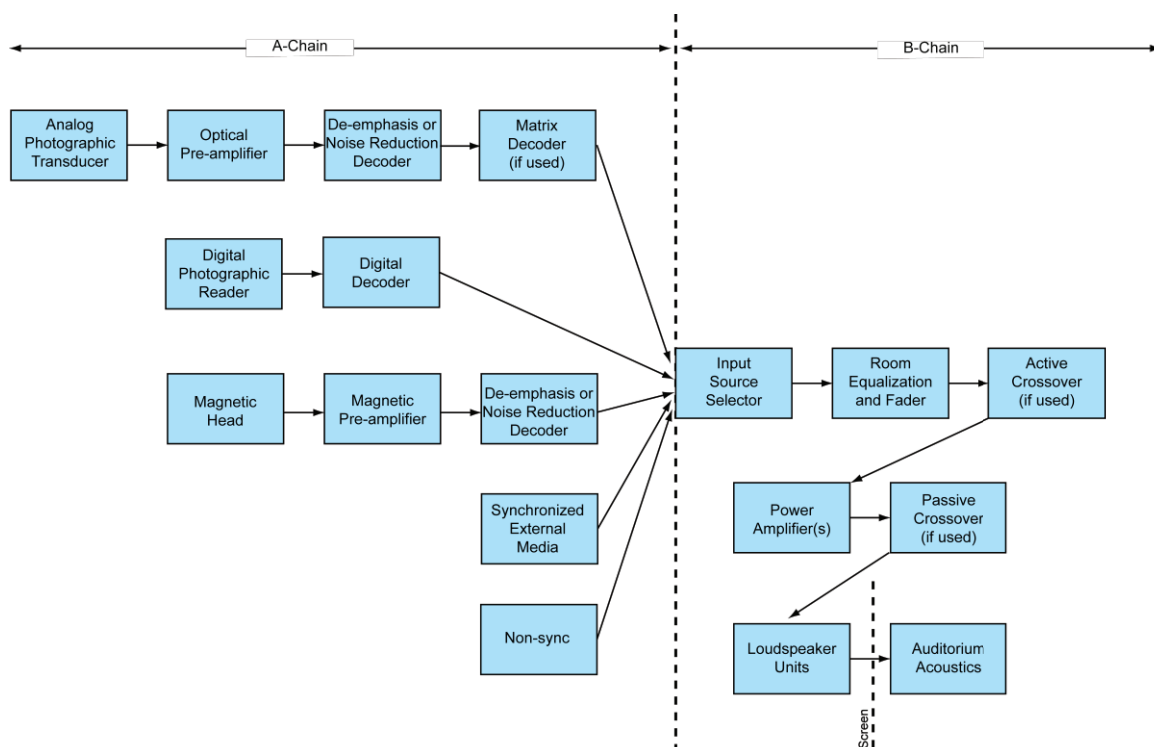 A-Chain
B-Chain
Analog
Photographic
Transducer
Optical
Pre-amplifier
De-emphasis or
Noise Reduction
Decoder
Matrix
Decoder
(if used)
Digital
Photographic
Reader
Digital
Decoder
Magnetic
Head
Magnetic
Pre-amplifier
De-emphasis or
Noise Reduction
Decoder
Synchronized
External
Media
Non-sync
Input
Source
Selector
Room
Equalization
and Fader
Active
Crossover
(if used)
Power
Amplifier(s)
Passive
Crossover
(if used)
Loudspeaker
Units
Auditorium
Acoustics
Screen